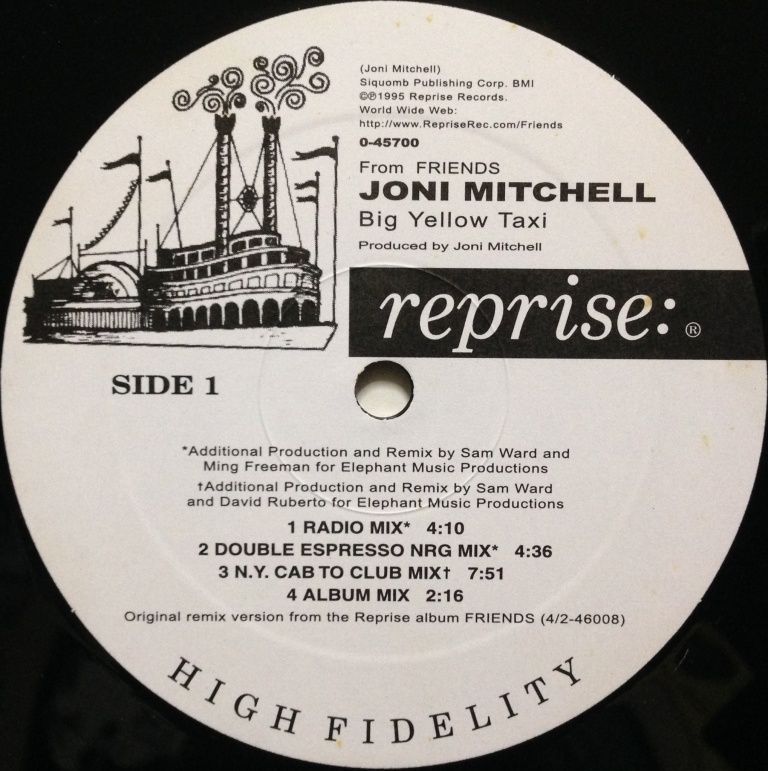 (Joni Mitchell)
Siquomb Publishing Corp. BMI
©℗1995 Reprise Records.
World Wide Web:
http://www.RepriseRec.com/Friends
0-45700
From FRIENDS
JONI MITCHELL
Big Yellow Taxi
Produced by Joni Mitchell
reprise:®
SIDE 1
*Additional Production and Remix by Sam Ward and
Ming Freeman for Elephant Music Productions
†Additional Production and Remix by Sam Ward
and David Ruberto for Elephant Music Productions
1 RADIO MIX* 4:10
2 DOUBLE ESPRESSO NRG MIX* 4:36
3 N.Y. CAB TO CLUB MIX† 7:51
4 ALBUM MIX 2:16
Original remix version from the Reprise album FRIENDS (4/2-46008)
HIGH FIDELITY